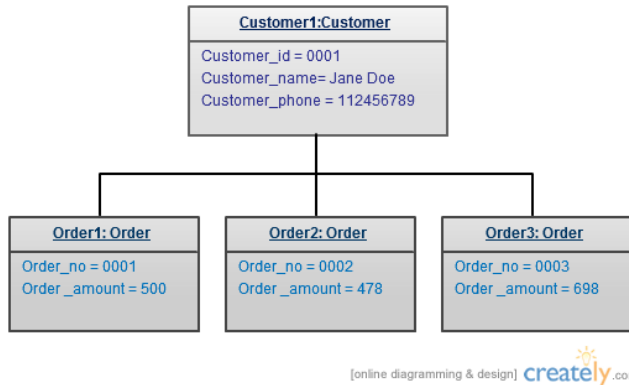 Customer1:Customer
Customer_id = 0001
Customer_name= Jane Doe
Customer_phone = 112456789
Order1: Order
Order_no = 0001
Order _amount = 500
Order2: Order
Order_no = 0002
Order _amount = 478
Order3: Order
Order_no = 0003
Order _amount = 698
[online diagramming & design] creately.co